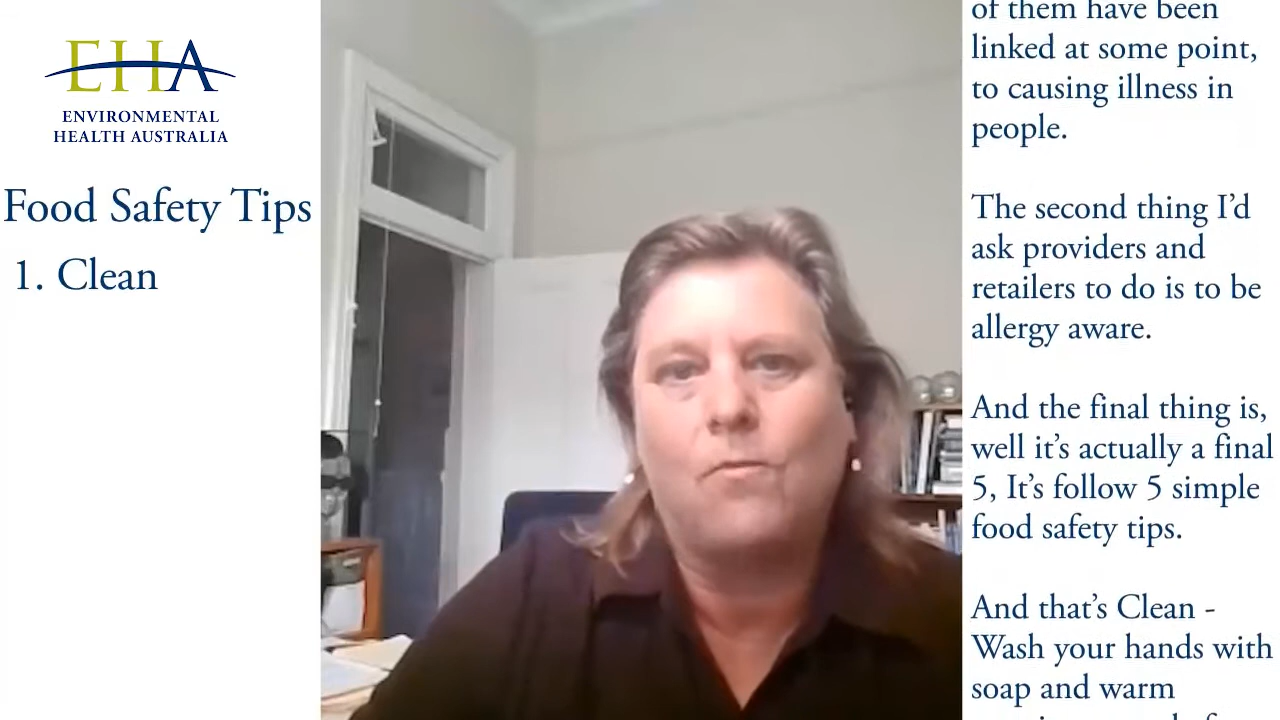 EHA
ENVIRONMENTAL
HEALTH AUSTRALIA
Food Safety Tips
1. Clean
of them have been
linked at some point,
to causing illness in
people.
The second thing I'd
ask providers and
retailers to do is to be
allergy aware.
And the final thing is,
well it's actually a final
5, It's follow 5 simple
food safety tips.
And that's Clean -
Wash your hands with
soap and warm